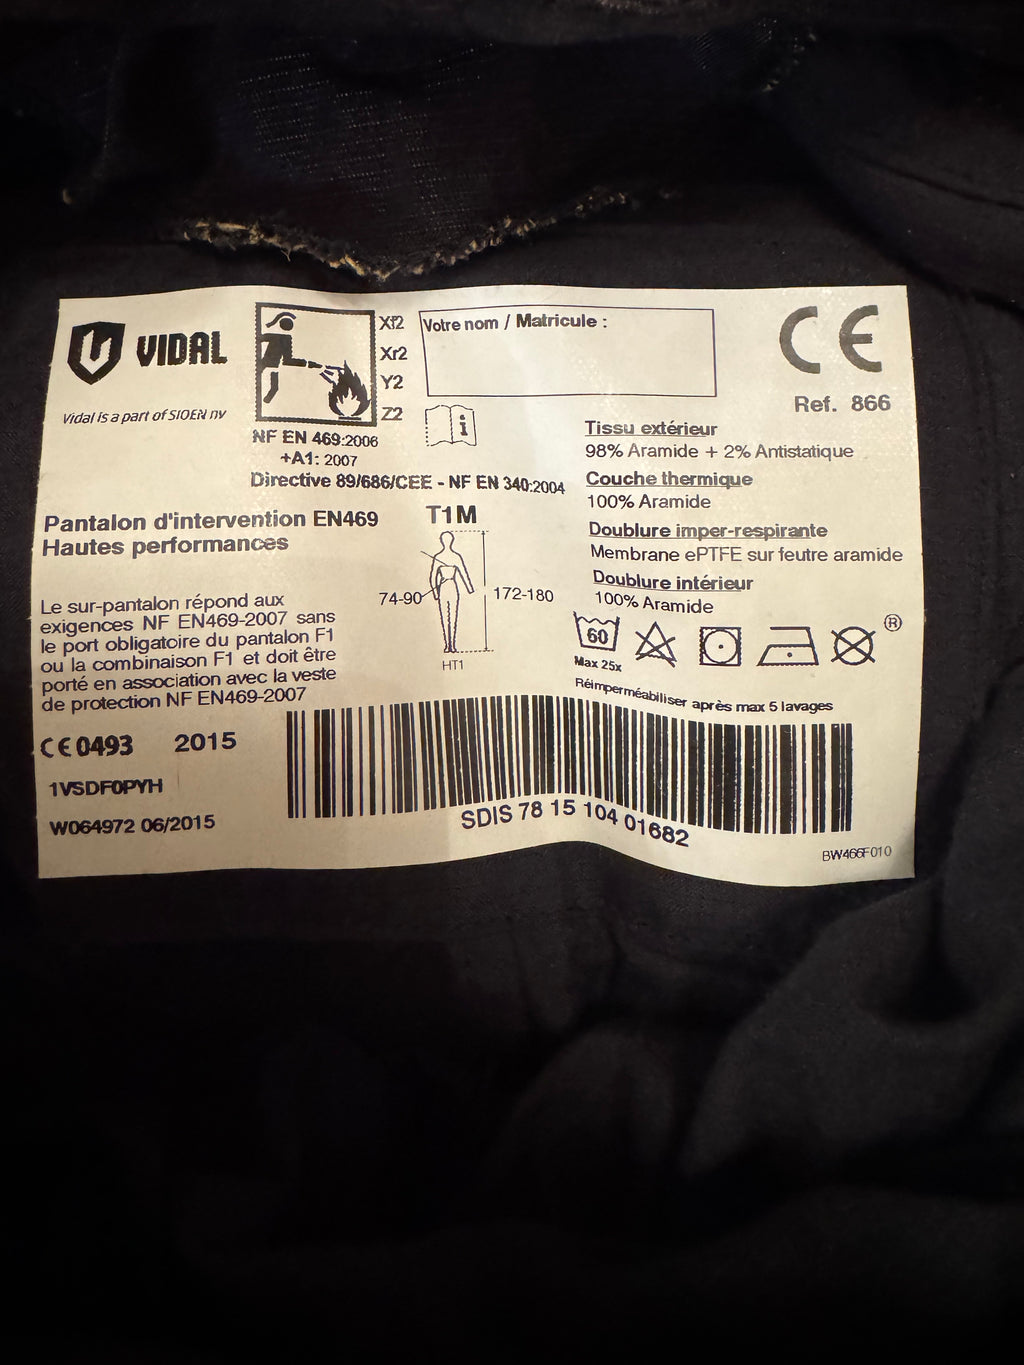 VIDAL
Vidal is a part of SIOEN nv
Xf2
Xr2
Y2
Z2
NF EN 469:2006
+A1: 2007
Directive 89/686/CEE - NF EN 340:2004
Votre nom / Matricule :
i
CE
Ref. 866
Tissu extérieur
98% Aramide + 2% Antistatique
Couche thermique
100% Aramide
Doublure imper-respirante
Membrane ePTFE sur feutre aramide
Doublure intérieur
100% Aramide
Pantalon d'intervention EN469
Hautes performances
T1M
74-90
172-180
HT1
Le sur-pantalon répond aux
exigences NF EN469-2007 sans
le port obligatoire du pantalon F1
ou la combinaison F1 et doit être
porté en association avec la veste
de protection NF EN469-2007
60
®
Max 25x
Réimperméabiliser après max 5 lavages
CE 0493 2015
1VSDF0PYH
W064972 06/2015
SDIS 78 15 104 01682
BW466F010